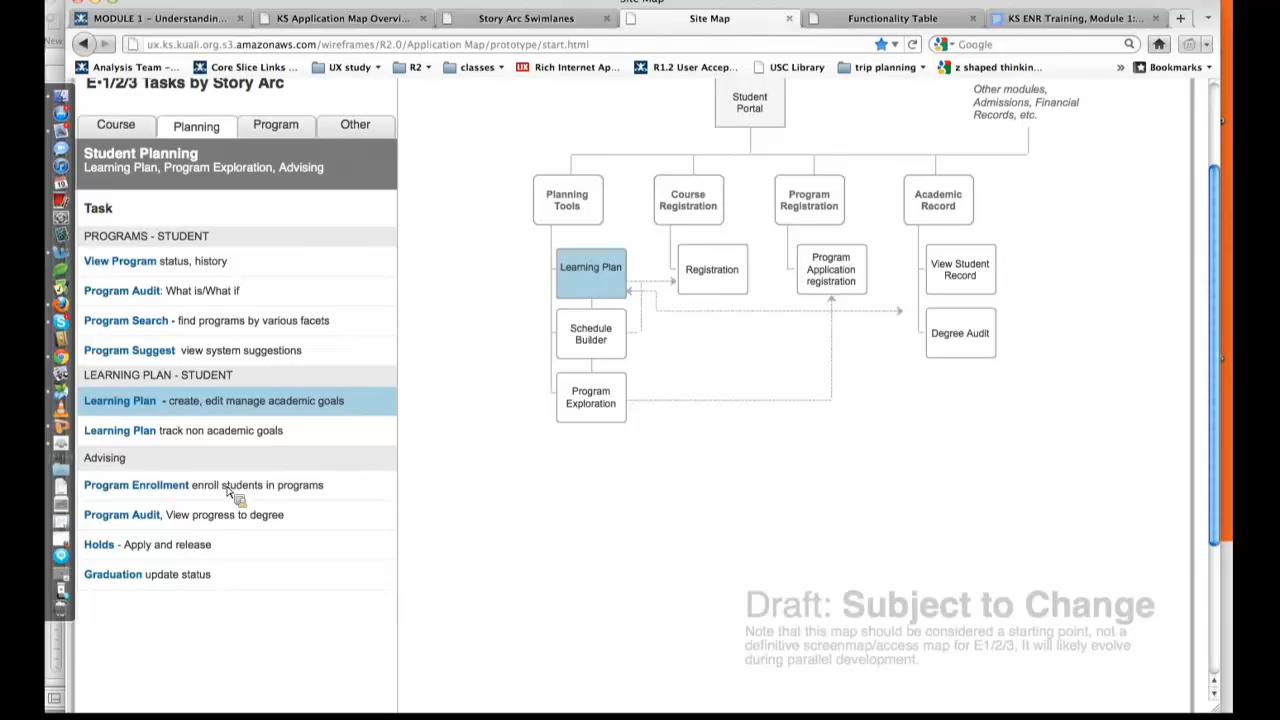 Site Map
MODULE 1 – Understandin...
KS Application Map Overvi...
Story Arc Swimlanes
Site Map
Functionality Table
KS ENR Training, Module 1:...
New
ux.ks.kuali.org.s3.amazonaws.com/wireframes/R2.0/Application Map/prototype/start.html
Google
Analysis Team –...
Core Slice Links ...
UX study
R2
classes
Rich Internet Ap...
R1.2 User Accep...
USC Library
trip planning
z shaped thinkin...
»
Bookmarks
E-1/2/3 Tasks by Story Arc
Course
Planning
Program
Other
Student Planning
Learning Plan, Program Exploration, Advising
Task
PROGRAMS - STUDENT
View Program status, history
Program Audit: What is/What if
Program Search - find programs by various facets
Program Suggest view system suggestions
LEARNING PLAN - STUDENT
Learning Plan - create, edit manage academic goals
Learning Plan track non academic goals
Advising
Program Enrollment enroll students in programs
Program Audit, View progress to degree
Holds - Apply and release
Graduation update status
Student
Portal
Other modules,
Admissions, Financial
Records, etc.
Planning
Tools
Course
Registration
Program
Registration
Academic
Record
Learning Plan
Registration
Program
Application
registration
View Student
Record
Schedule
Builder
Degree Audit
Program
Exploration
Draft: Subject to Change
Note that this map should be considered a starting point, not a
definitive screenmap/access map for E1/2/3, It will likely evolve
during parallel development.